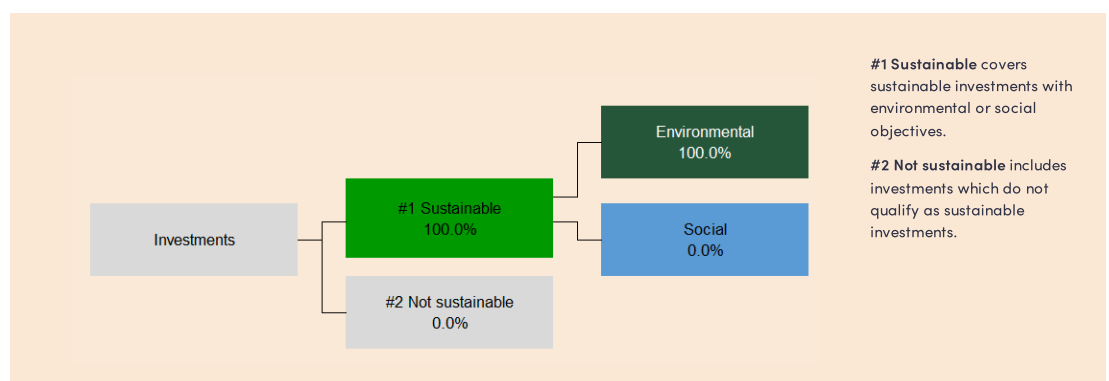 Investments
#1 Sustainable
100.0%
#2 Not sustainable
0.0%
Environmental
100.0%
Social
0.0%
#1 Sustainable covers
sustainable investments with
environmental or social
objectives.
#2 Not sustainable includes
investments which do not
qualify as sustainable
investments.